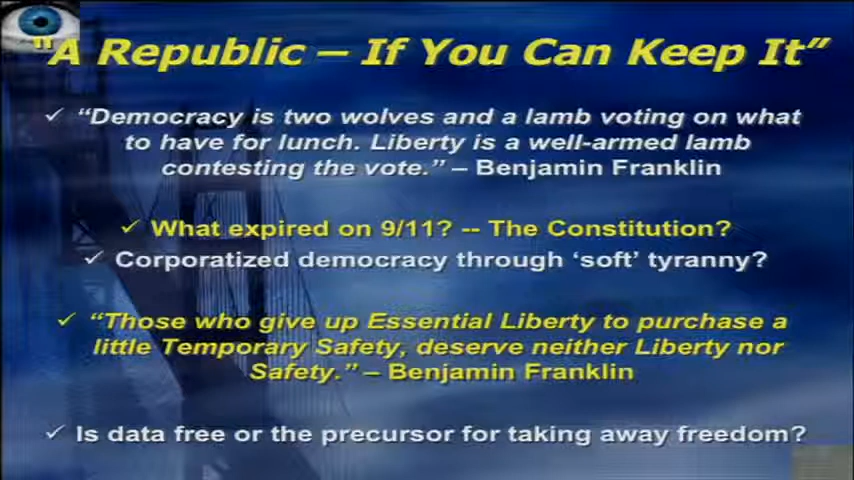 "A Republic – If You Can Keep It”
✓ “Democracy is two wolves and a lamb voting on what
to have for lunch. Liberty is a well-armed lamb
contesting the vote.” – Benjamin Franklin
✓ What expired on 9/11? -- The Constitution?
✓ Corporatized democracy through ‘soft’ tyranny?
✓ “Those who give up Essential Liberty to purchase a
little Temporary Safety, deserve neither Liberty nor
Safety.” – Benjamin Franklin
✓ Is data free or the precursor for taking away freedom?